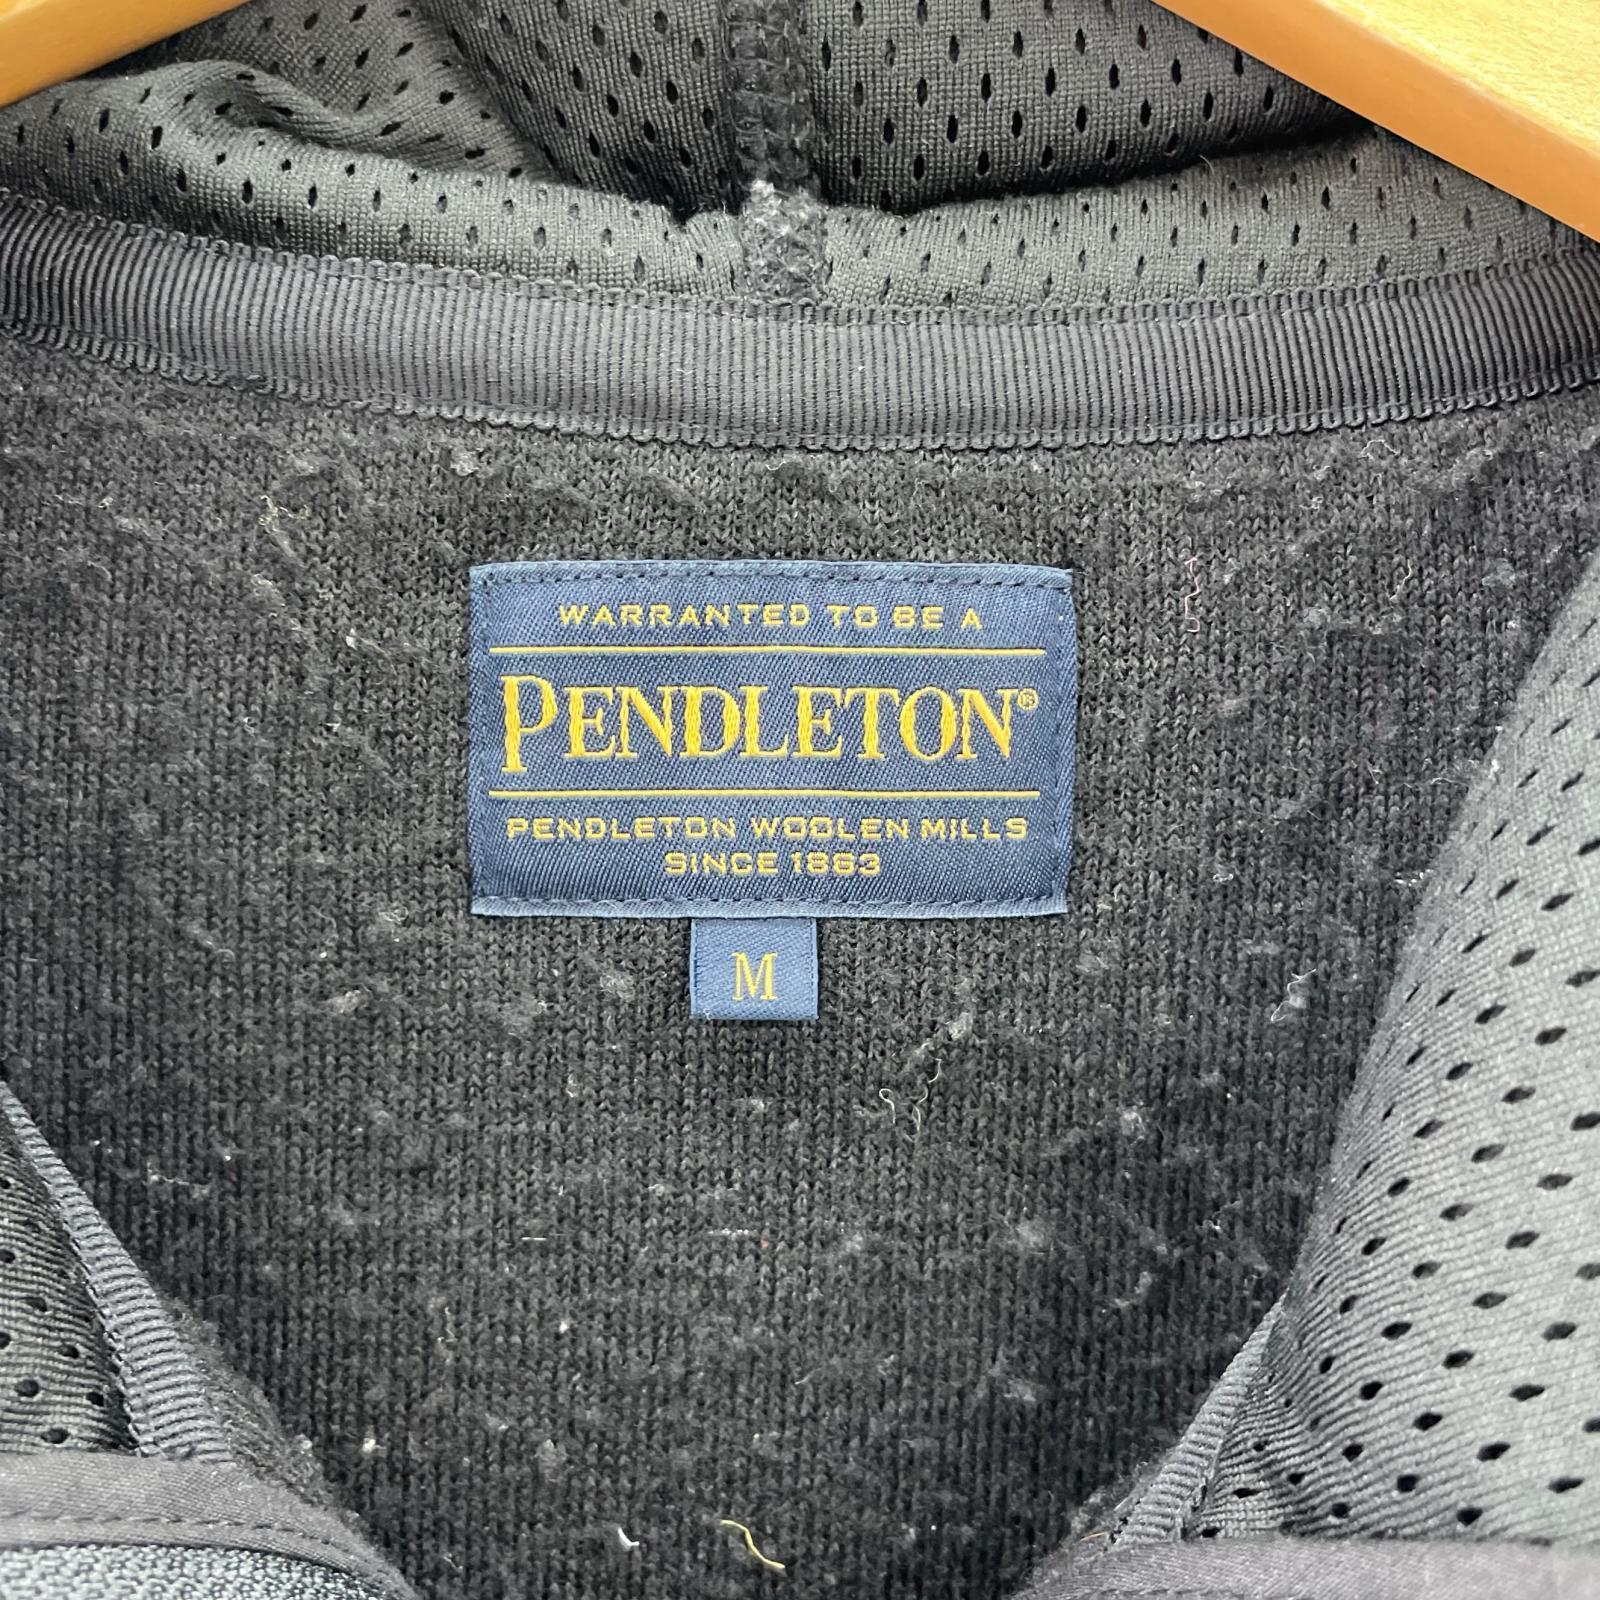 WARRANTED TO BE A
PENDLETON®
PENDLETON WOOLEN MILLS
SINCE 1863
M